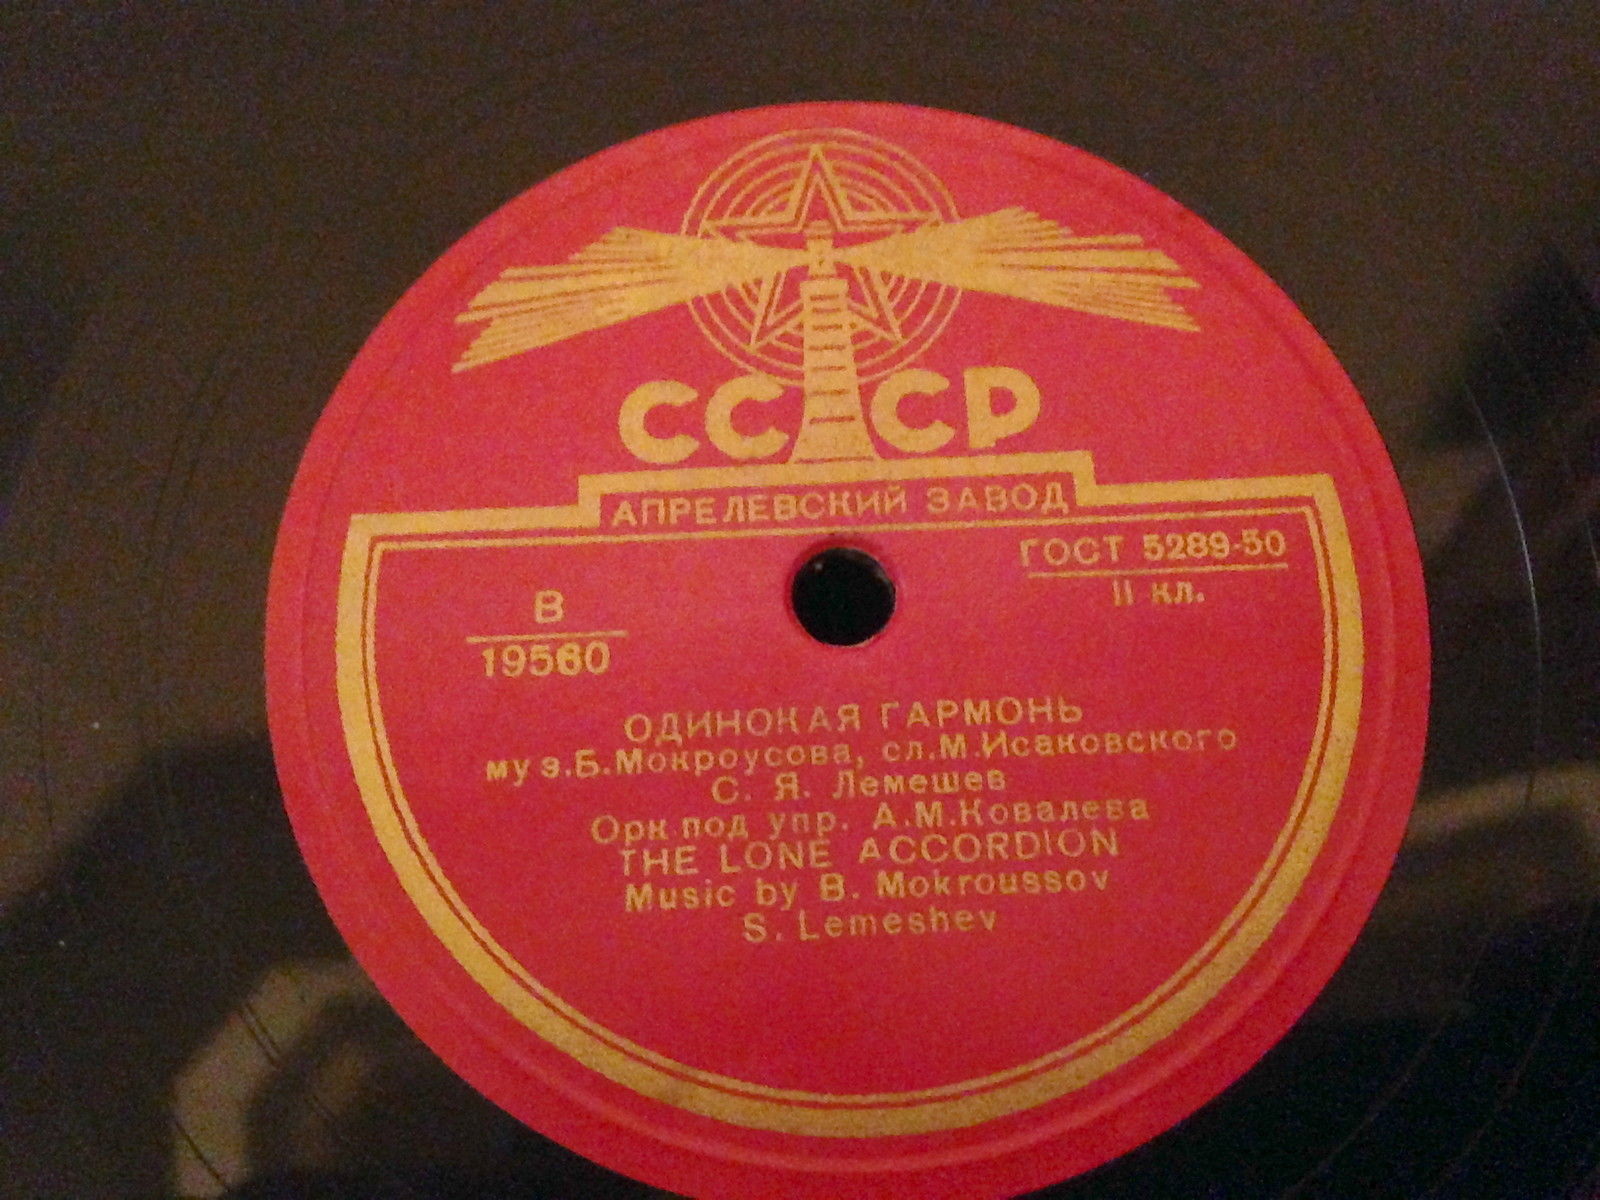 СССР
АПРЕЛЕВСКИЙ ЗАВОД
ГОСТ 5289-50
II кл.
В
19560
ОДИНОКАЯ ГАРМОНЬ
муз.Б.Мокроусова, сл.М.Исаковского
С. Я. Лемешев
Орк.под упр. А.М.Ковалева
THE LONE ACCORDION
Music by B. Mokroussov
S. Lemeshev